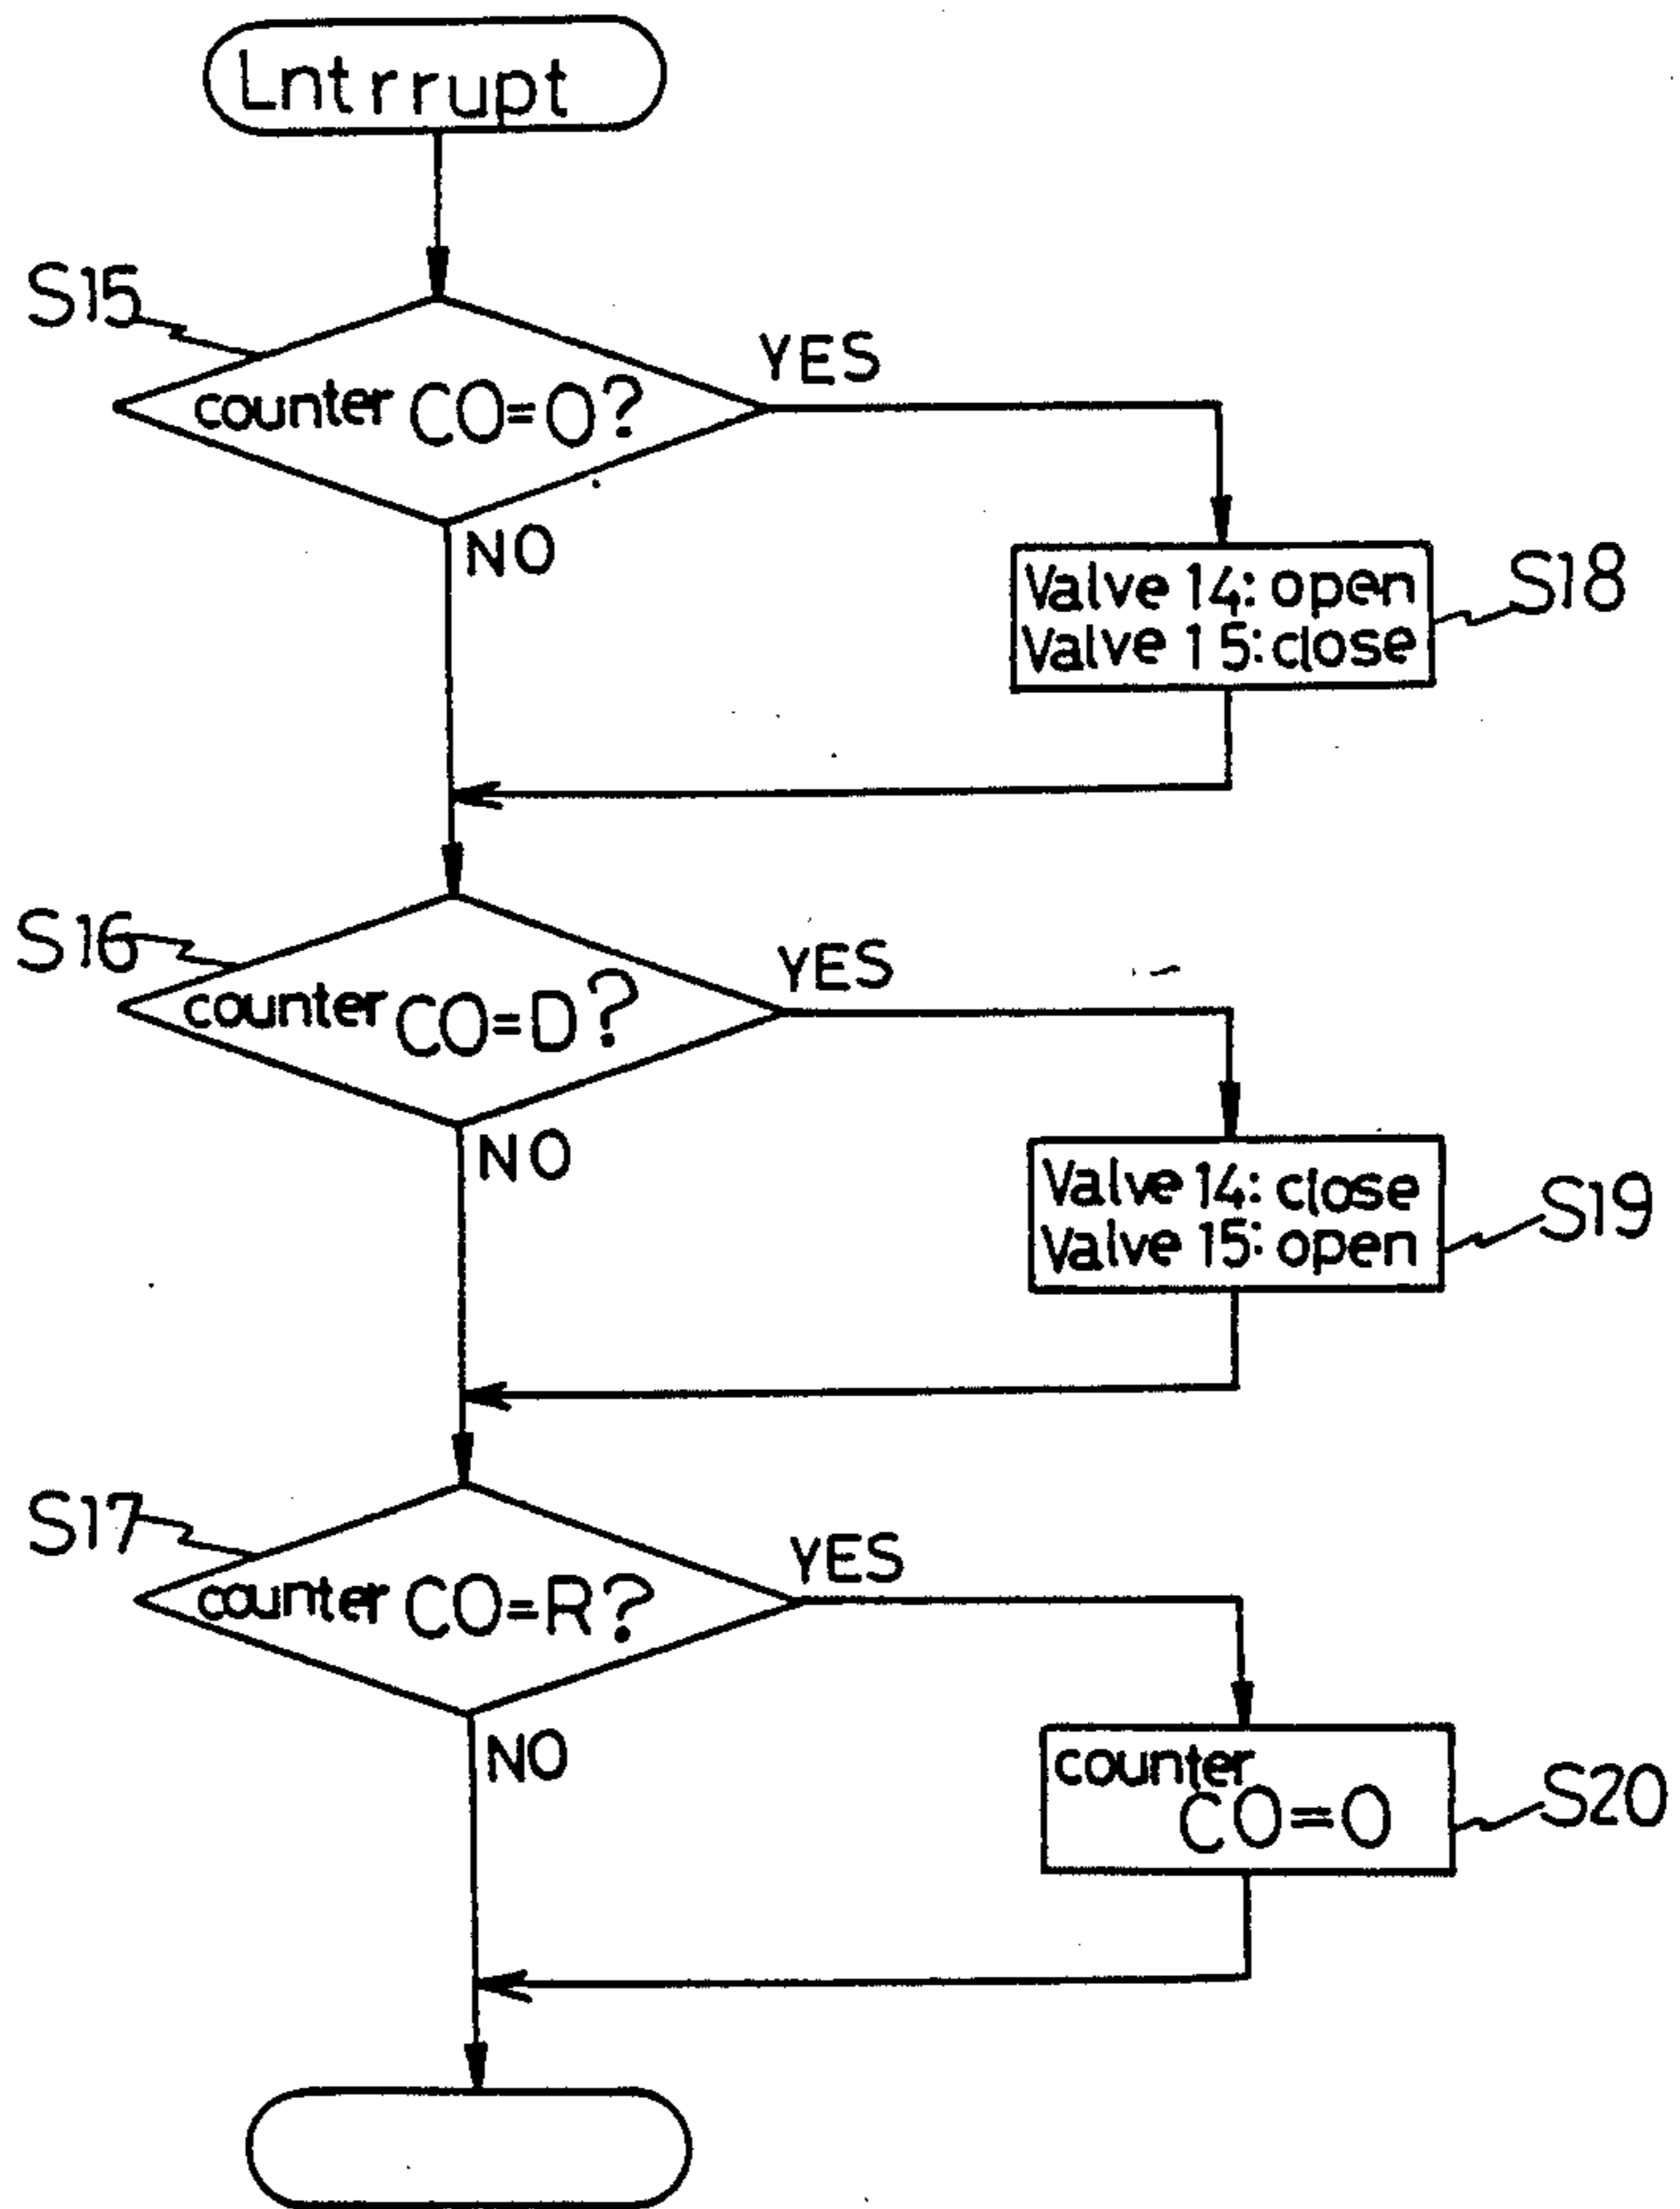 Lntrrupt
S15
counter CO=0?
YES
NO
Valve 14: open
Valve 15: close
S18
S16
counter CO=D?
YES
NO
Valve 14: close
Valve 15: open
S19
S17
counter CO=R?
YES
NO
counter
CO=0
S20